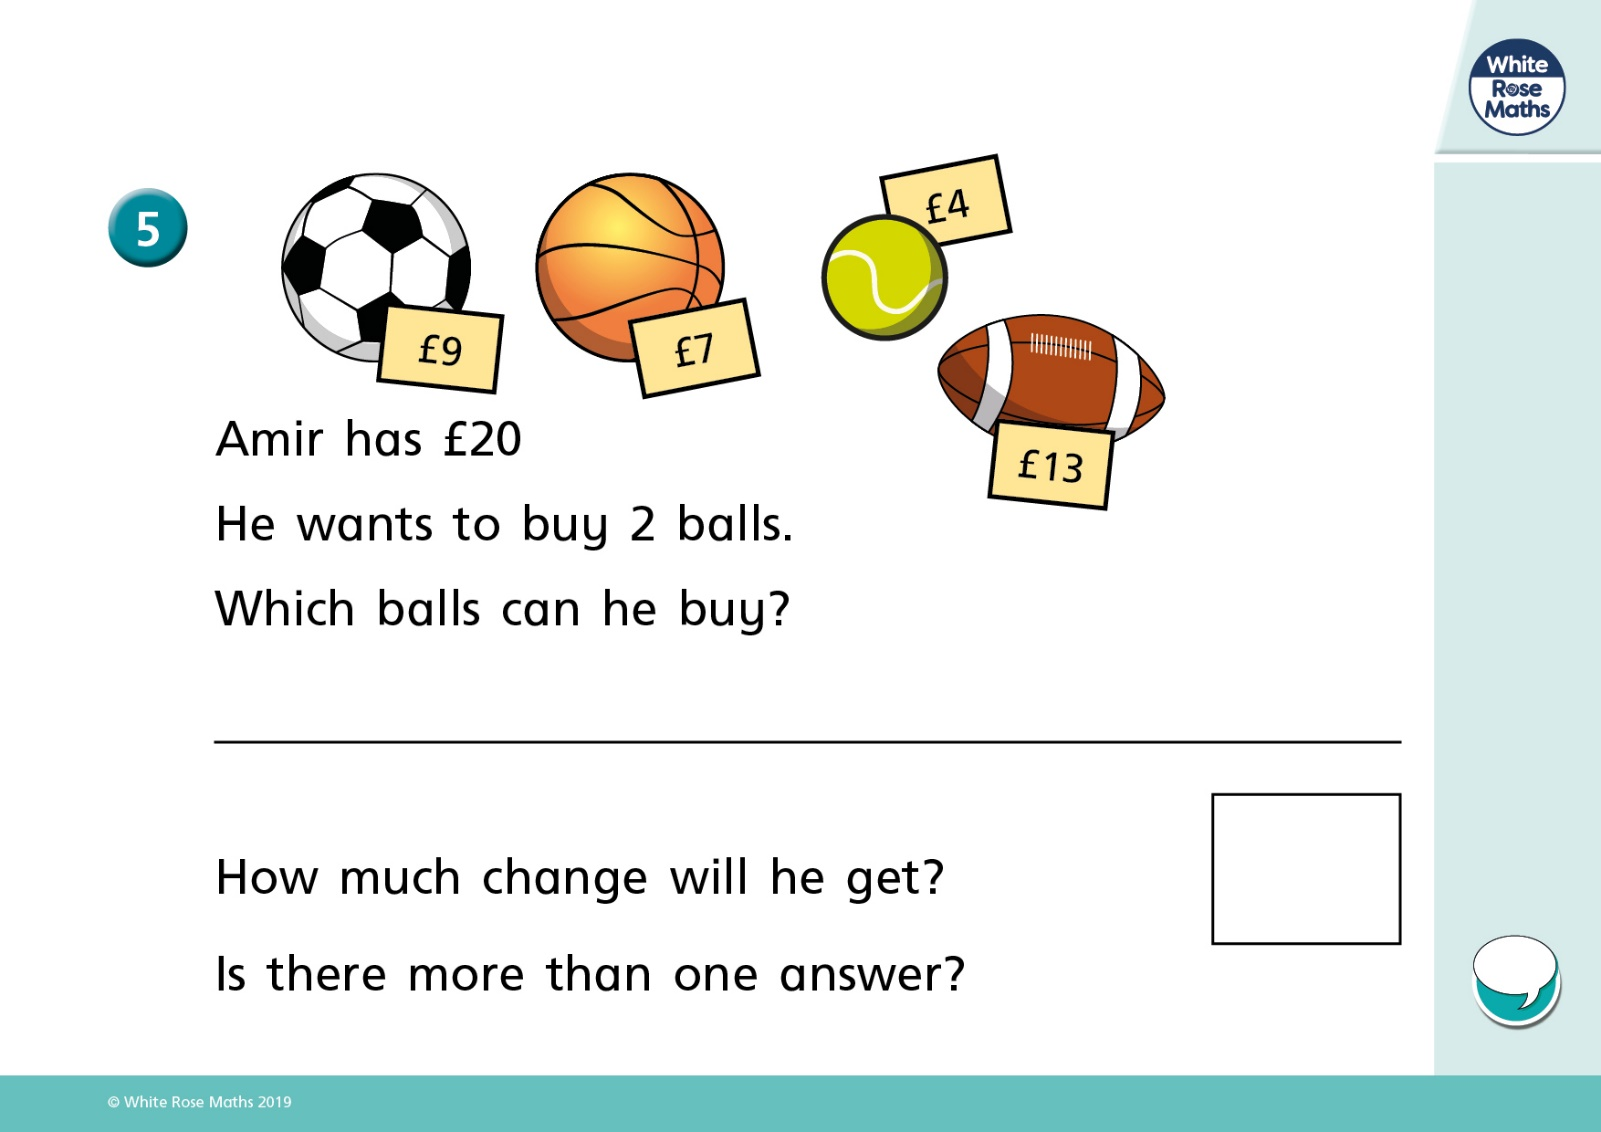 White
Rose
Maths
5
£9
£7
£4
£13
Amir has £20
He wants to buy 2 balls.
Which balls can he buy?
How much change will he get?
Is there more than one answer?
© White Rose Maths 2019